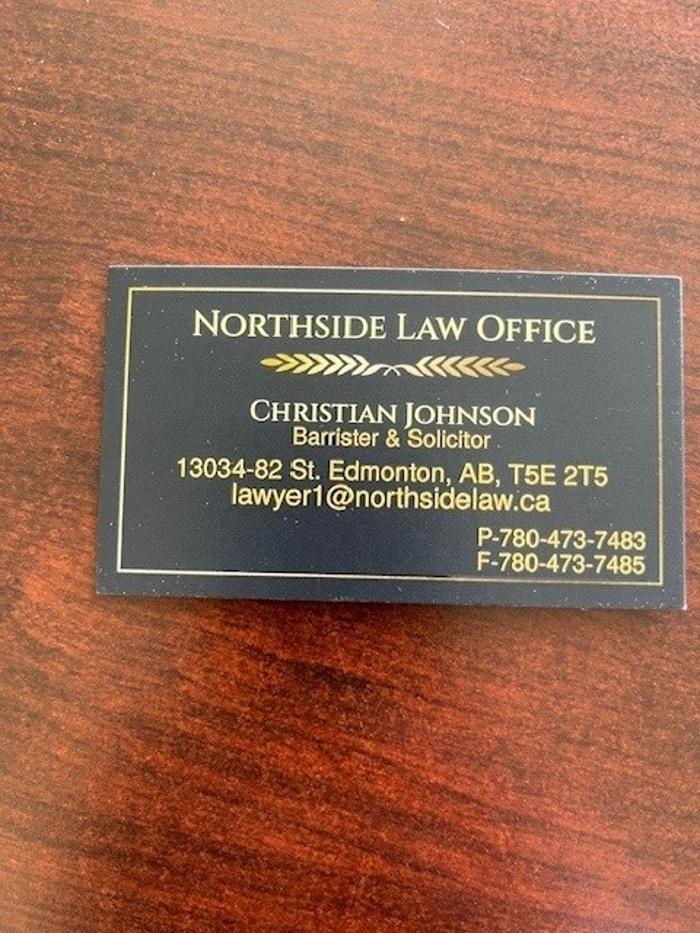 NORTHSIDE LAW OFFICE
CHRISTIAN JOHNSON
Barrister & Solicitor
13034-82 St. Edmonton, AB, T5E 2T5
lawyer1@northsidelaw.ca
P-780-473-7483
F-780-473-7485